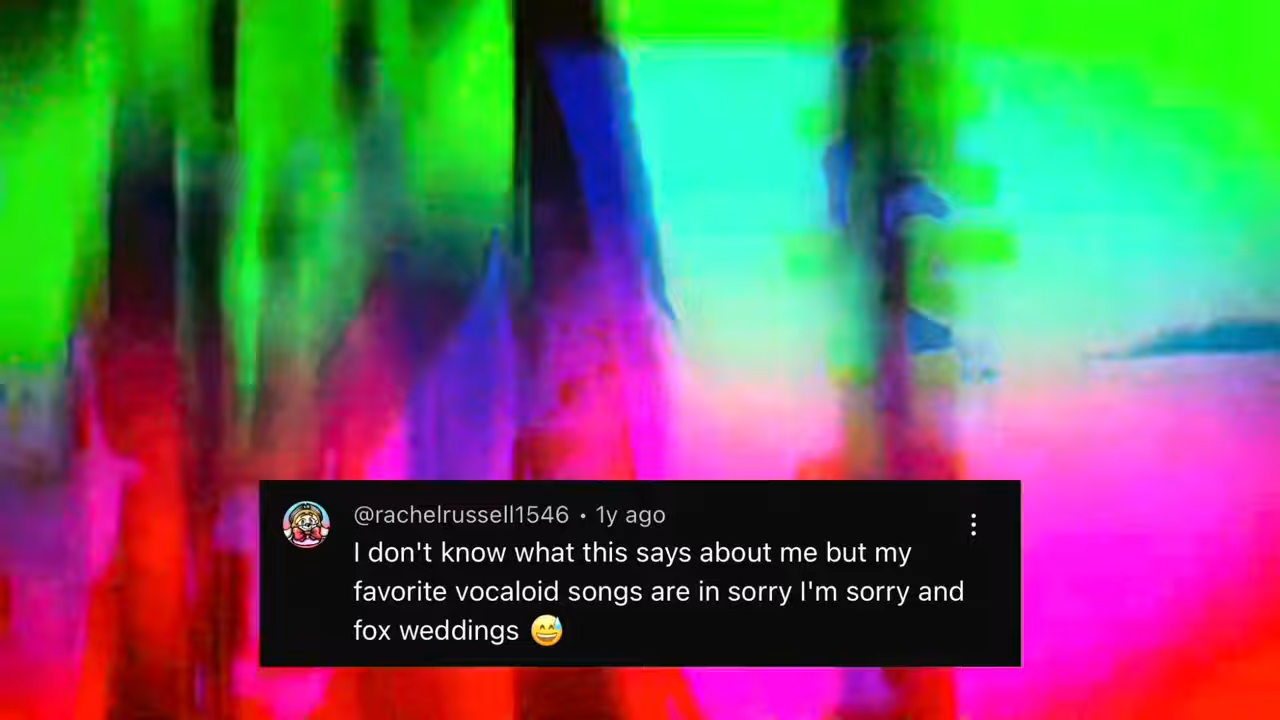 @rachelrussell1546 • 1y ago
I don't know what this says about me but my
favorite vocaloid songs are in sorry I'm sorry and
fox weddings 😅